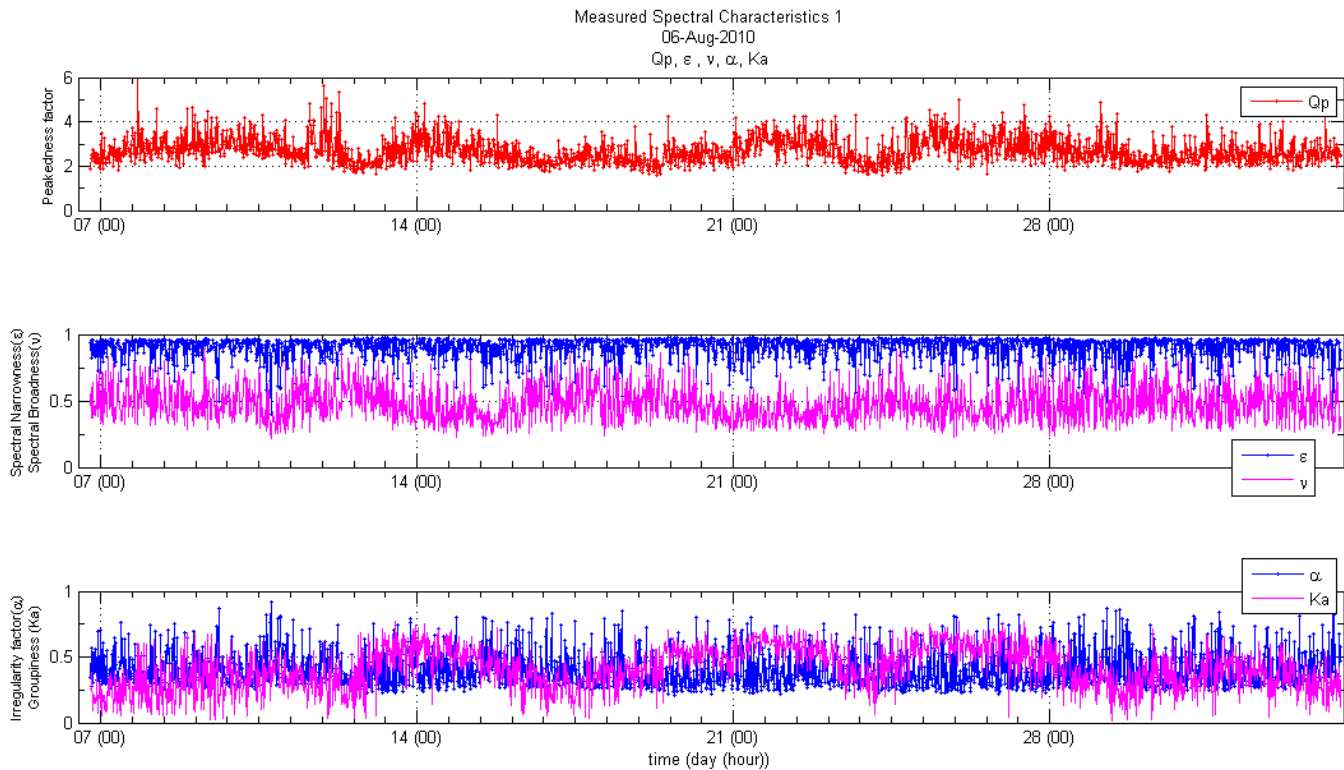 Measured Spectral Characteristics 1
06-Aug-2010
Qp, ε , ν, α, Ka
Peakedness factor
6
4
2
0
Qp
07 (00) 14 (00) 21 (00) 28 (00)
Spectral Narrowness(ε)
Spectral Broadness(ν)
1
0.5
0
ε
ν
07 (00) 14 (00) 21 (00) 28 (00)
Irregularity factor(α)
Groupiness (Ka)
1
0.5
0
α
Ka
07 (00) 14 (00) 21 (00) 28 (00)
time (day (hour))